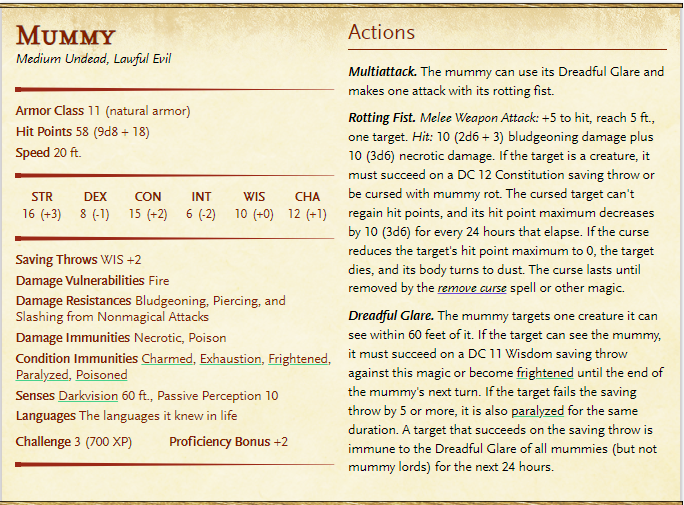 Mummy
Medium Undead, Lawful Evil
Armor Class 11 (natural armor)
Hit Points 58 (9d8 + 18)
Speed 20 ft.
STR DEX CON INT WIS CHA
16 (+3) 8 (-1) 15 (+2) 6 (-2) 10 (+0) 12 (+1)
Saving Throws WIS +2
Damage Vulnerabilities Fire
Damage Resistances Bludgeoning, Piercing, and
Slashing from Nonmagical Attacks
Damage Immunities Necrotic, Poison
Condition Immunities Charmed, Exhaustion, Frightened,
Paralyzed, Poisoned
Senses Darkvision 60 ft., Passive Perception 10
Languages The languages it knew in life
Challenge 3 (700 XP) Proficiency Bonus +2
Actions
Multiattack. The mummy can use its Dreadful Glare and
makes one attack with its rotting fist.
Rotting Fist. Melee Weapon Attack: +5 to hit, reach 5 ft.,
one target. Hit: 10 (2d6 + 3) bludgeoning damage plus
10 (3d6) necrotic damage. If the target is a creature, it
must succeed on a DC 12 Constitution saving throw or
be cursed with mummy rot. The cursed target can't
regain hit points, and its hit point maximum decreases
by 10 (3d6) for every 24 hours that elapse. If the curse
reduces the target's hit point maximum to 0, the target
dies, and its body turns to dust. The curse lasts until
removed by the remove curse spell or other magic.
Dreadful Glare. The mummy targets one creature it can
see within 60 feet of it. If the target can see the mummy,
it must succeed on a DC 11 Wisdom saving throw
against this magic or become frightened until the end of
the mummy's next turn. If the target fails the saving
throw by 5 or more, it is also paralyzed for the same
duration. A target that succeeds on the saving throw is
immune to the Dreadful Glare of all mummies (but not
mummy lords) for the next 24 hours.